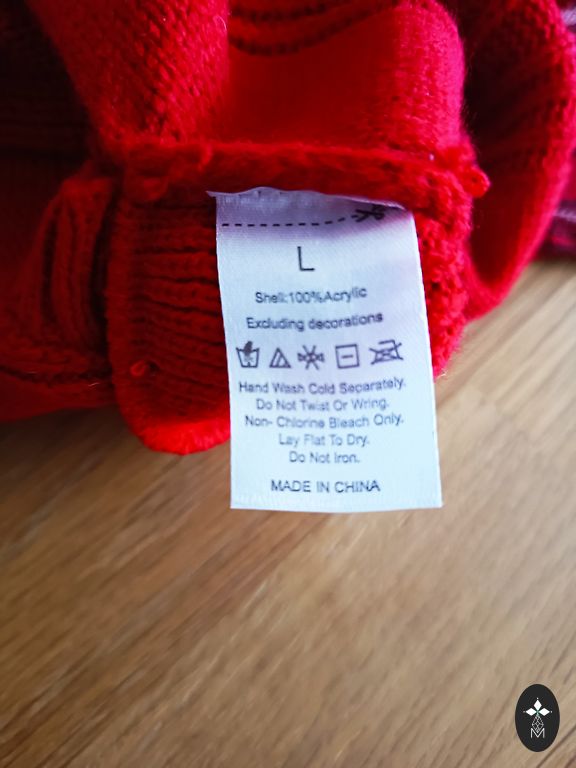 L
Shell:100%Acrylic
Excluding decorations
Hand Wash Cold Separately.
Do Not Twist Or Wring.
Non- Chlorine Bleach Only.
Lay Flat To Dry.
Do Not Iron.
MADE IN CHINA
M